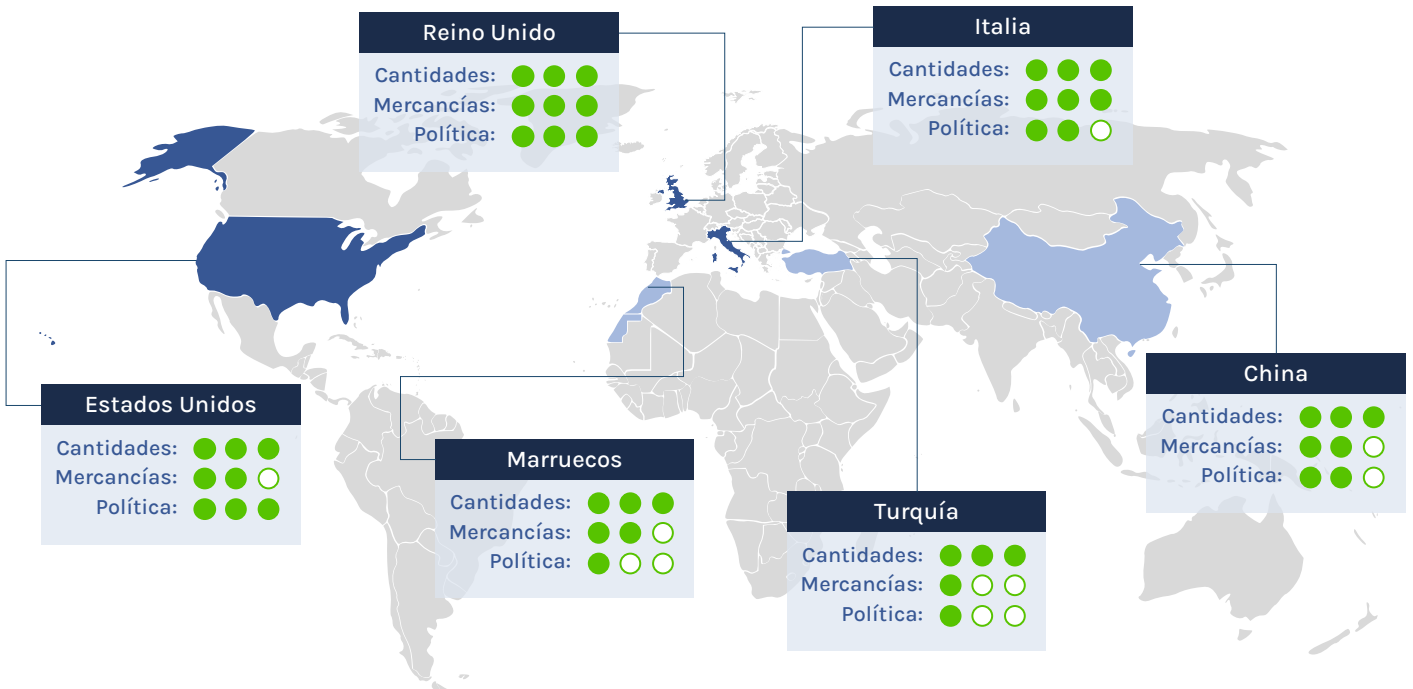 Reino Unido
Cantidades:
Mercancías:
Política:
Italia
Cantidades:
Mercancías:
Política:
Estados Unidos
Cantidades:
Mercancías:
Política:
Marruecos
Cantidades:
Mercancías:
Política:
Turquía
Cantidades:
Mercancías:
Política:
China
Cantidades:
Mercancías:
Política: